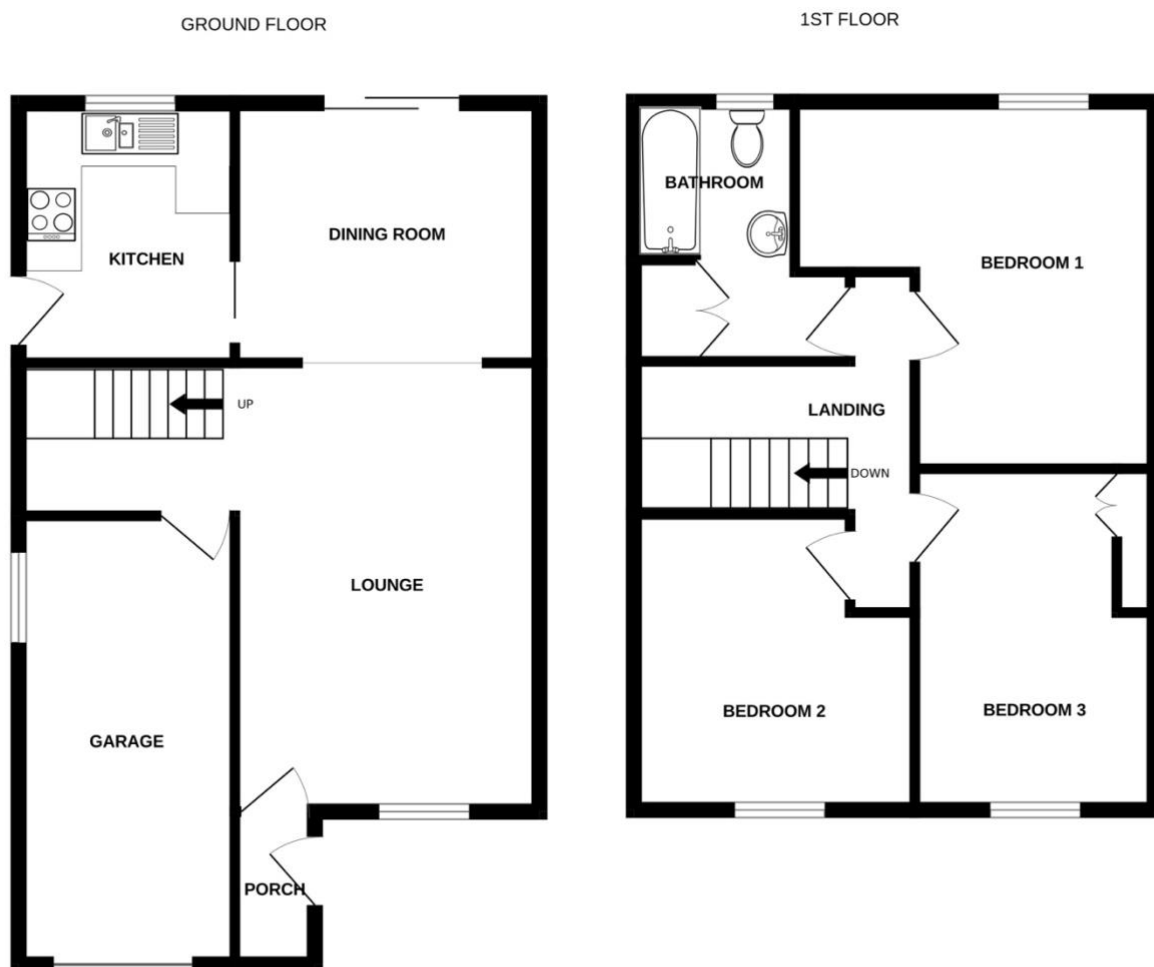 GROUND FLOOR
KITCHEN
DINING ROOM
UP
LOUNGE
GARAGE
PORCH
1ST FLOOR
BATHROOM
BEDROOM 1
LANDING
DOWN
BEDROOM 2
BEDROOM 3